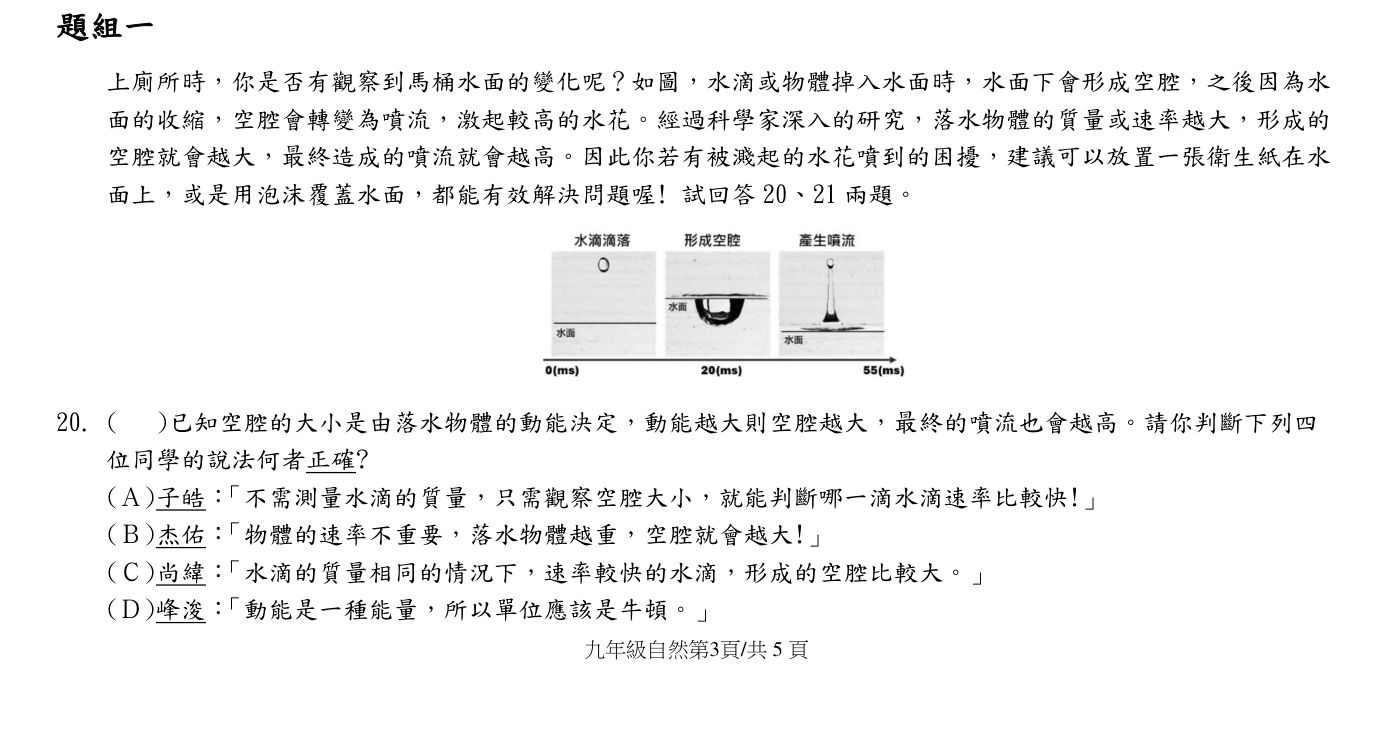 題組一
上廁所時，你是否有觀察到馬桶水面的變化呢？如圖，水滴或物體掉入水面時，水面下會形成空腔，之後因為水
面的收縮，空腔會轉變為噴流，激起較高的水花。經過科學家深入的研究，落水物體的質量或速率越大，形成的
空腔就會越大，最終造成的噴流就會越高。因此你若有被濺起的水花噴到的困擾，建議可以放置一張衛生紙在水
面上，或是用泡沫覆蓋水面，都能有效解決問題喔! 試回答 20、21 兩題。
水滴滴落 形成空腔 產生噴流
水面 水面 水面
0(ms) 20(ms) 55(ms)
20. (　)已知空腔的大小是由落水物體的動能決定，動能越大則空腔越大，最終的噴流也會越高。請你判斷下列四
位同學的說法何者正確?
(A)子皓：「不需測量水滴的質量，只需觀察空腔大小，就能判斷哪一滴水滴速率比較快!」
(B)杰佑：「物體的速率不重要，落水物體越重，空腔就會越大!」
(C)尚緯：「水滴的質量相同的情況下，速率較快的水滴，形成的空腔比較大。」
(D)峰浚：「動能是一種能量，所以單位應該是牛頓。」
九年級自然第3頁/共 5 頁